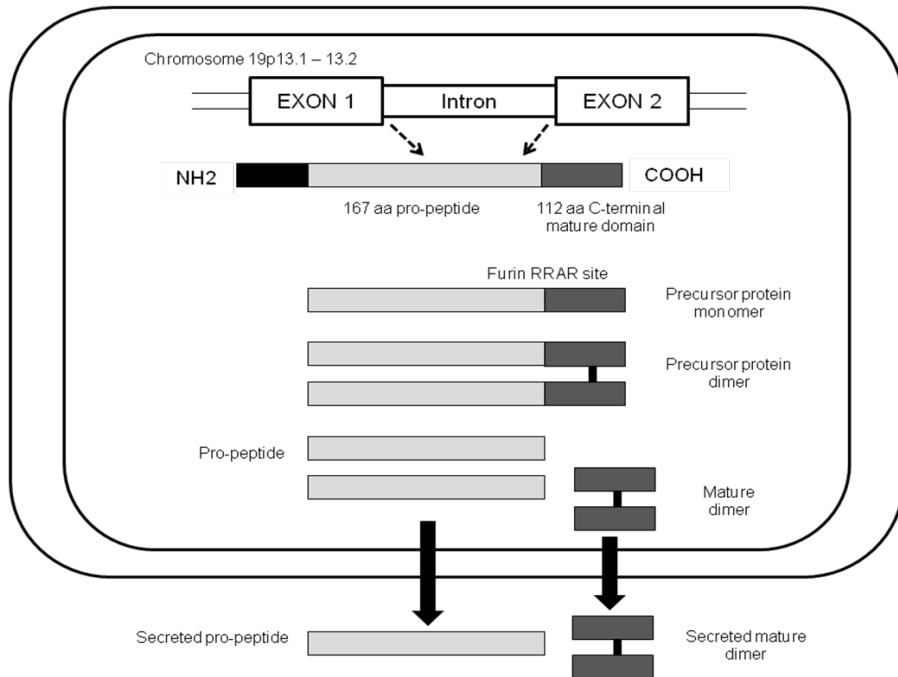 Chromosome 19p13.1 – 13.2
EXON 1
Intron
EXON 2
NH2
COOH
167 aa pro-peptide
112 aa C-terminal
mature domain
Furin RRAR site
Precursor protein
monomer
Precursor protein
dimer
Pro-peptide
Mature
dimer
Secreted pro-peptide
Secreted mature
dimer